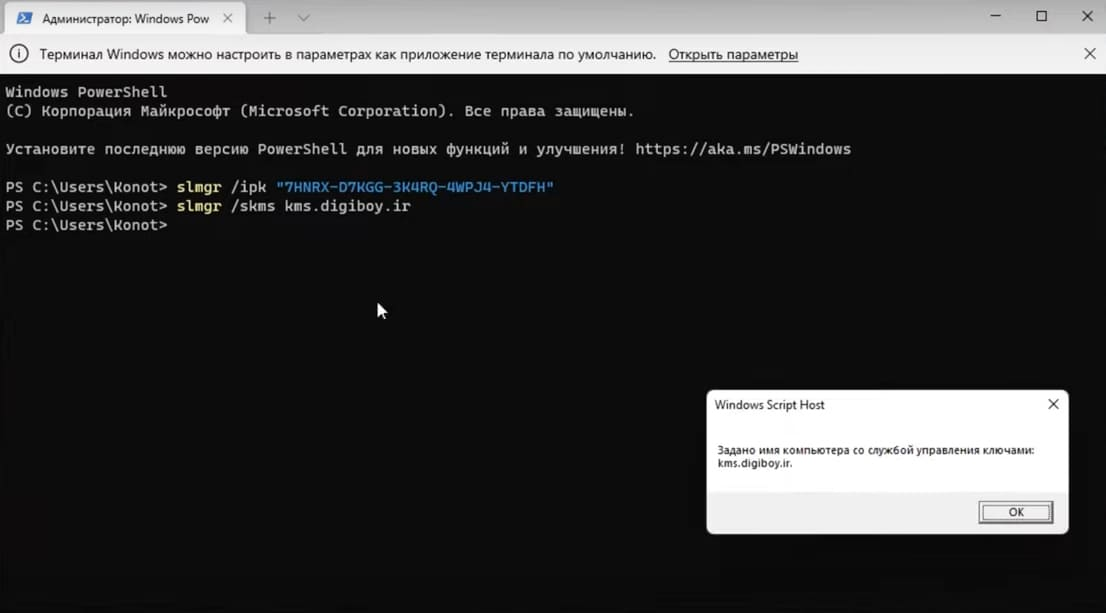 Администратор: Windows Pow
Терминал Windows можно настроить в параметрах как приложение терминала по умолчанию. Открыть параметры
Windows PowerShell
(С) Корпорация Майкрософт (Microsoft Corporation). Все права защищены.
Установите последнюю версию PowerShell для новых функций и улучшения! https://aka.ms/PSWindows
PS C:\Users\Konot> slmgr /ipk "7HNRX-D7KGG-3K4RQ-4WPJ4-YTDFH"
PS C:\Users\Konot> slmgr /skms kms.digiboy.ir
PS C:\Users\Konot>
Windows Script Host
Задано имя компьютера со службой управления ключами:
kms.digiboy.ir.
OK